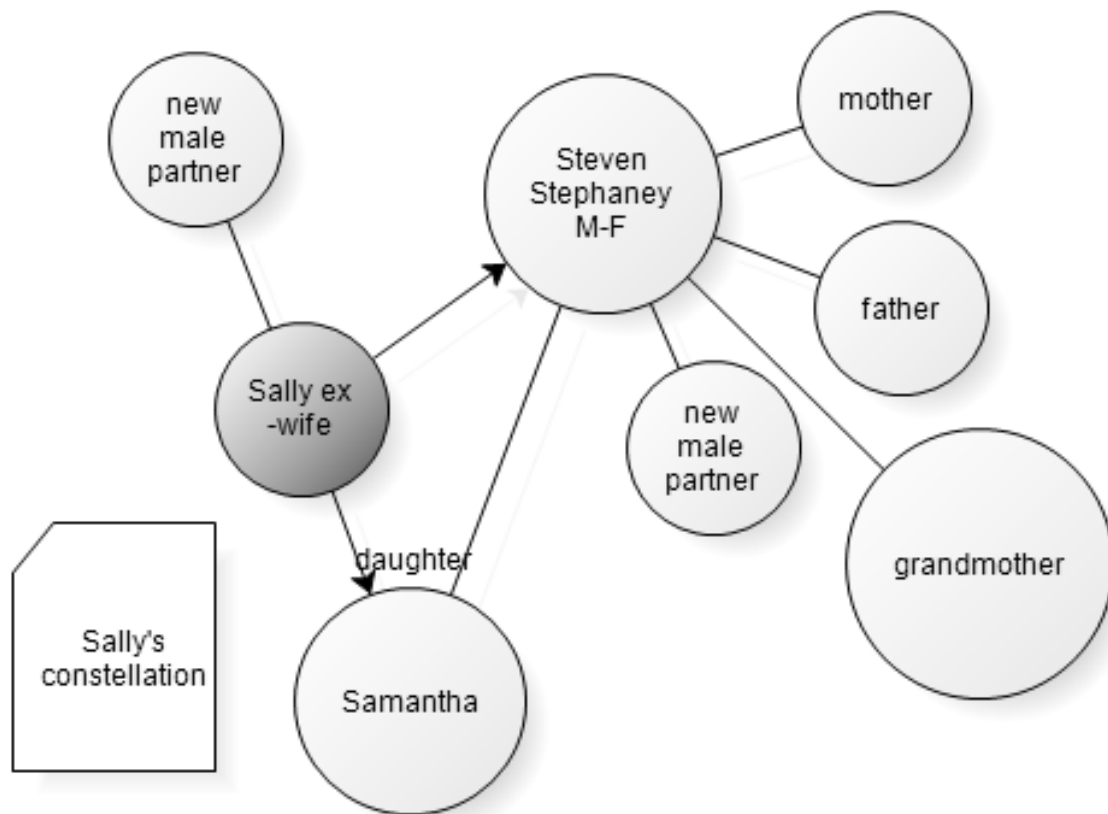 new
male
partner
Steven
Stephaney
M-F
mother
father
Sally ex
-wife
new
male
partner
grandmother
daughter
Samantha
Sally's
constellation